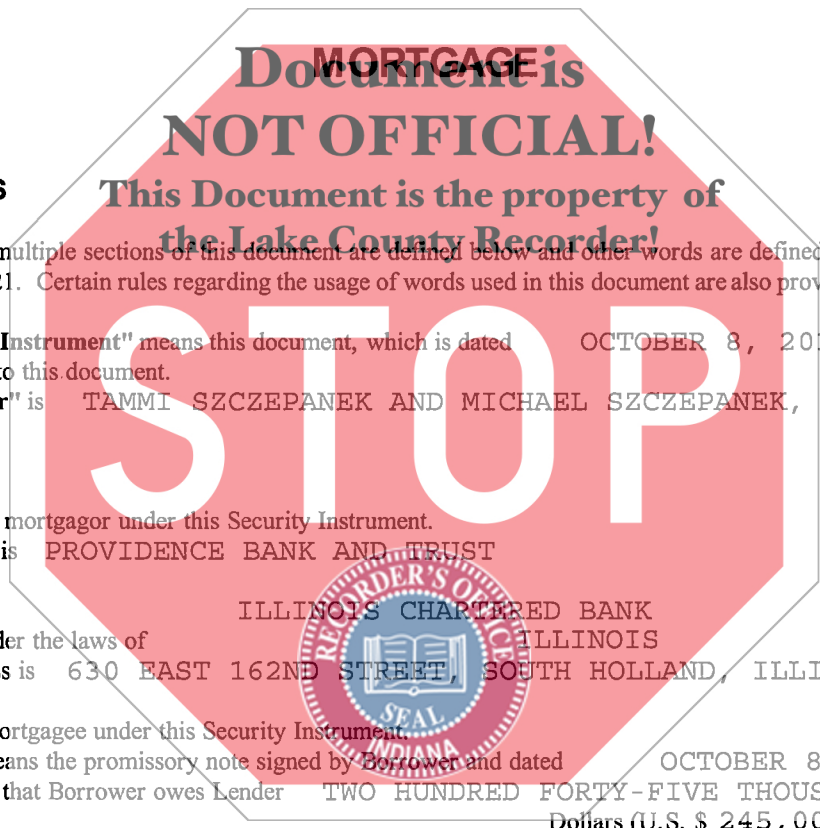 MORTGAGE
Document is
NOT OFFICIAL!
This Document is the property of
the Lake County Recorder!
S
multiple sections of this document are defined below and other words are defined
21. Certain rules regarding the usage of words used in this document are also prov
Instrument" means this document, which is dated OCTOBER 8, 201
to this document.
r" is TAMMI SZCZEPANEK AND MICHAEL SZCZEPANEK,
STOP
mortgagor under this Security Instrument.
is PROVIDENCE BANK AND TRUST
ILLINOIS CHARTERED BANK
der the laws of ILLINOIS
s is 630 EAST 162ND STREET, SOUTH HOLLAND, ILLI
RECORDER'S OFFICE
SEAL
INDIANA
ortgagee under this Security Instrument.
eans the promissory note signed by Borrower and dated OCTOBER 8
that Borrower owes Lender TWO HUNDRED FORTY-FIVE THOUS
Dollars (U.S. $ 245,00